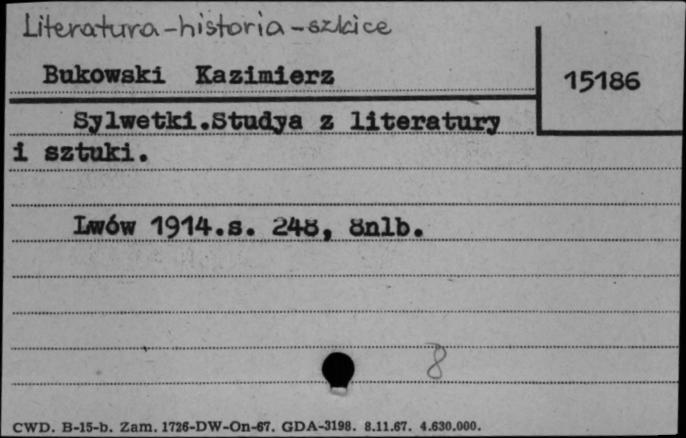 Literatura-historia-szkice
Bukowski Kazimierz
15186
Sylwetki.Studya z literatury
i sztuki.
Lwów 1914.s. 248, 8nlb.
8
CWD. B-15-b. Zam. 1726-DW-On-67. GDA-3198. 8.11.67. 4.630.000.